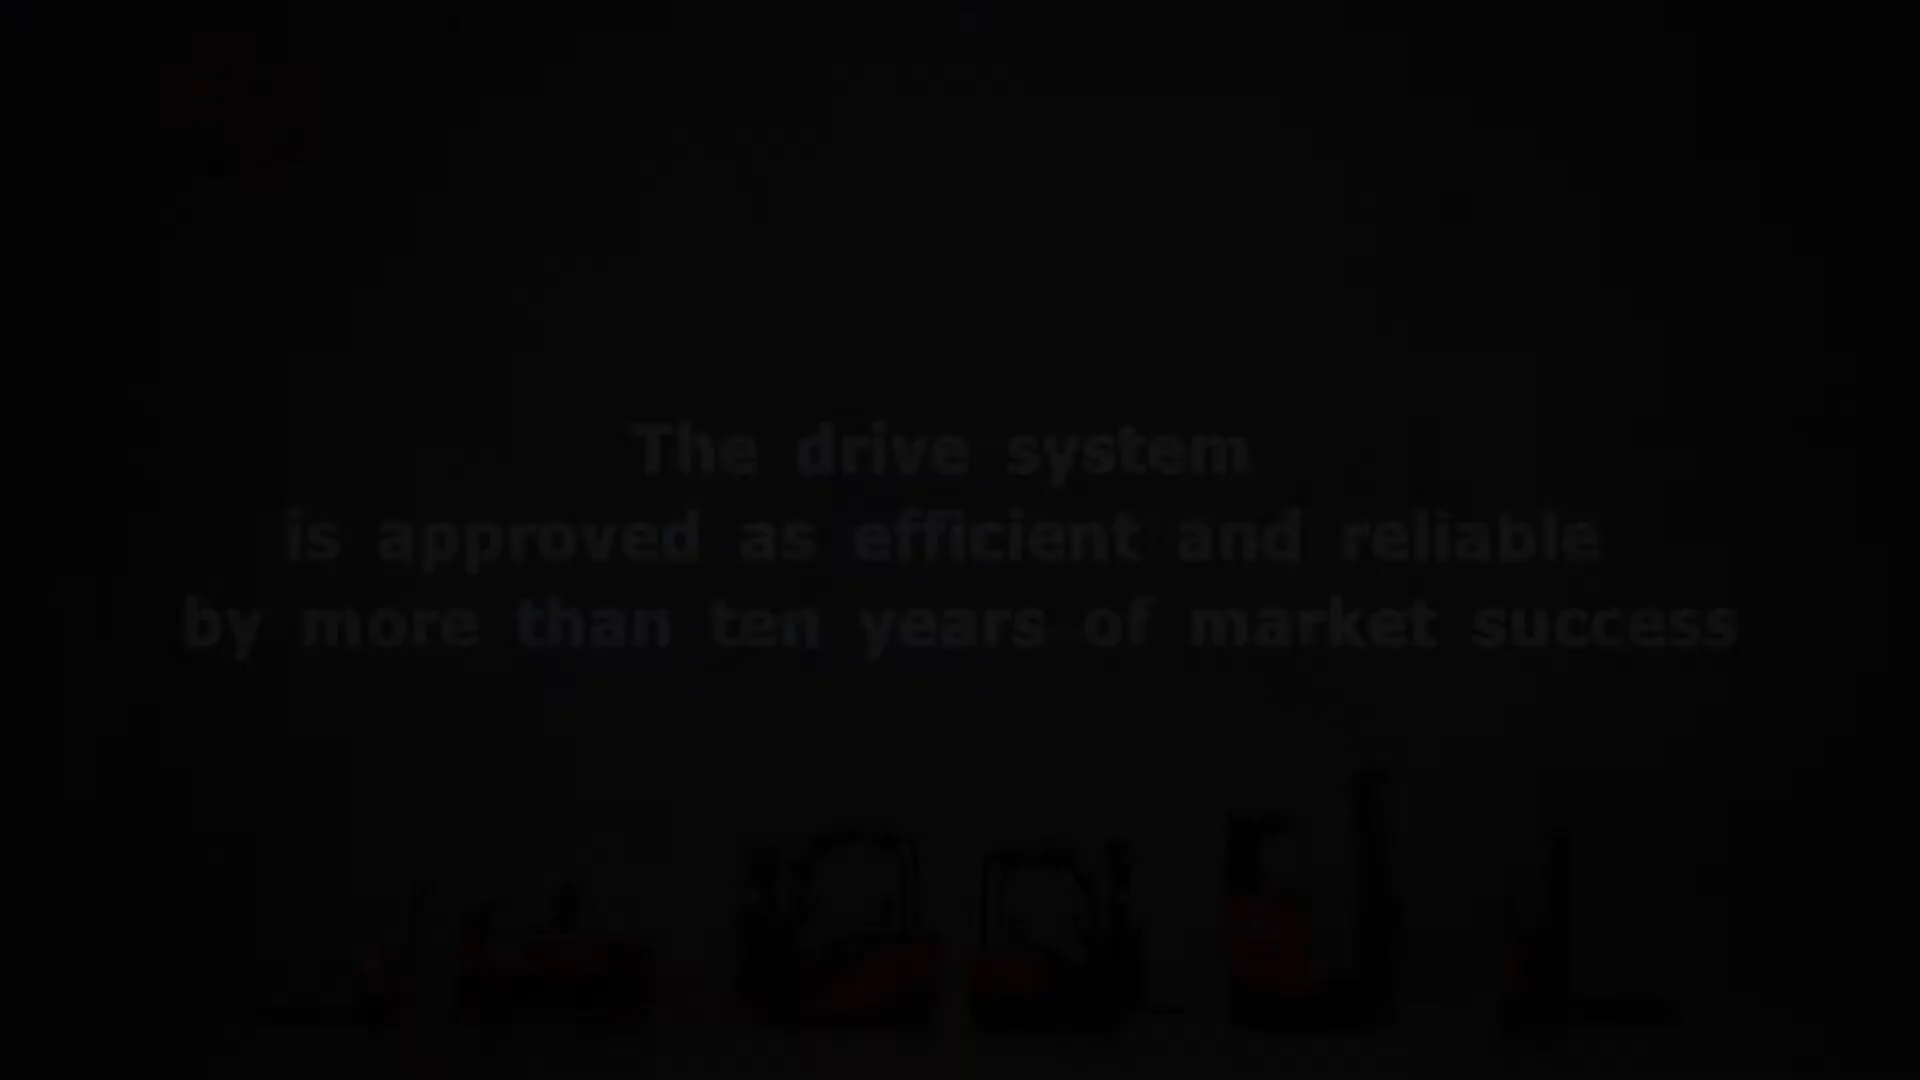 The drive system
is approved as efficient and reliable
by more than ten years of market success